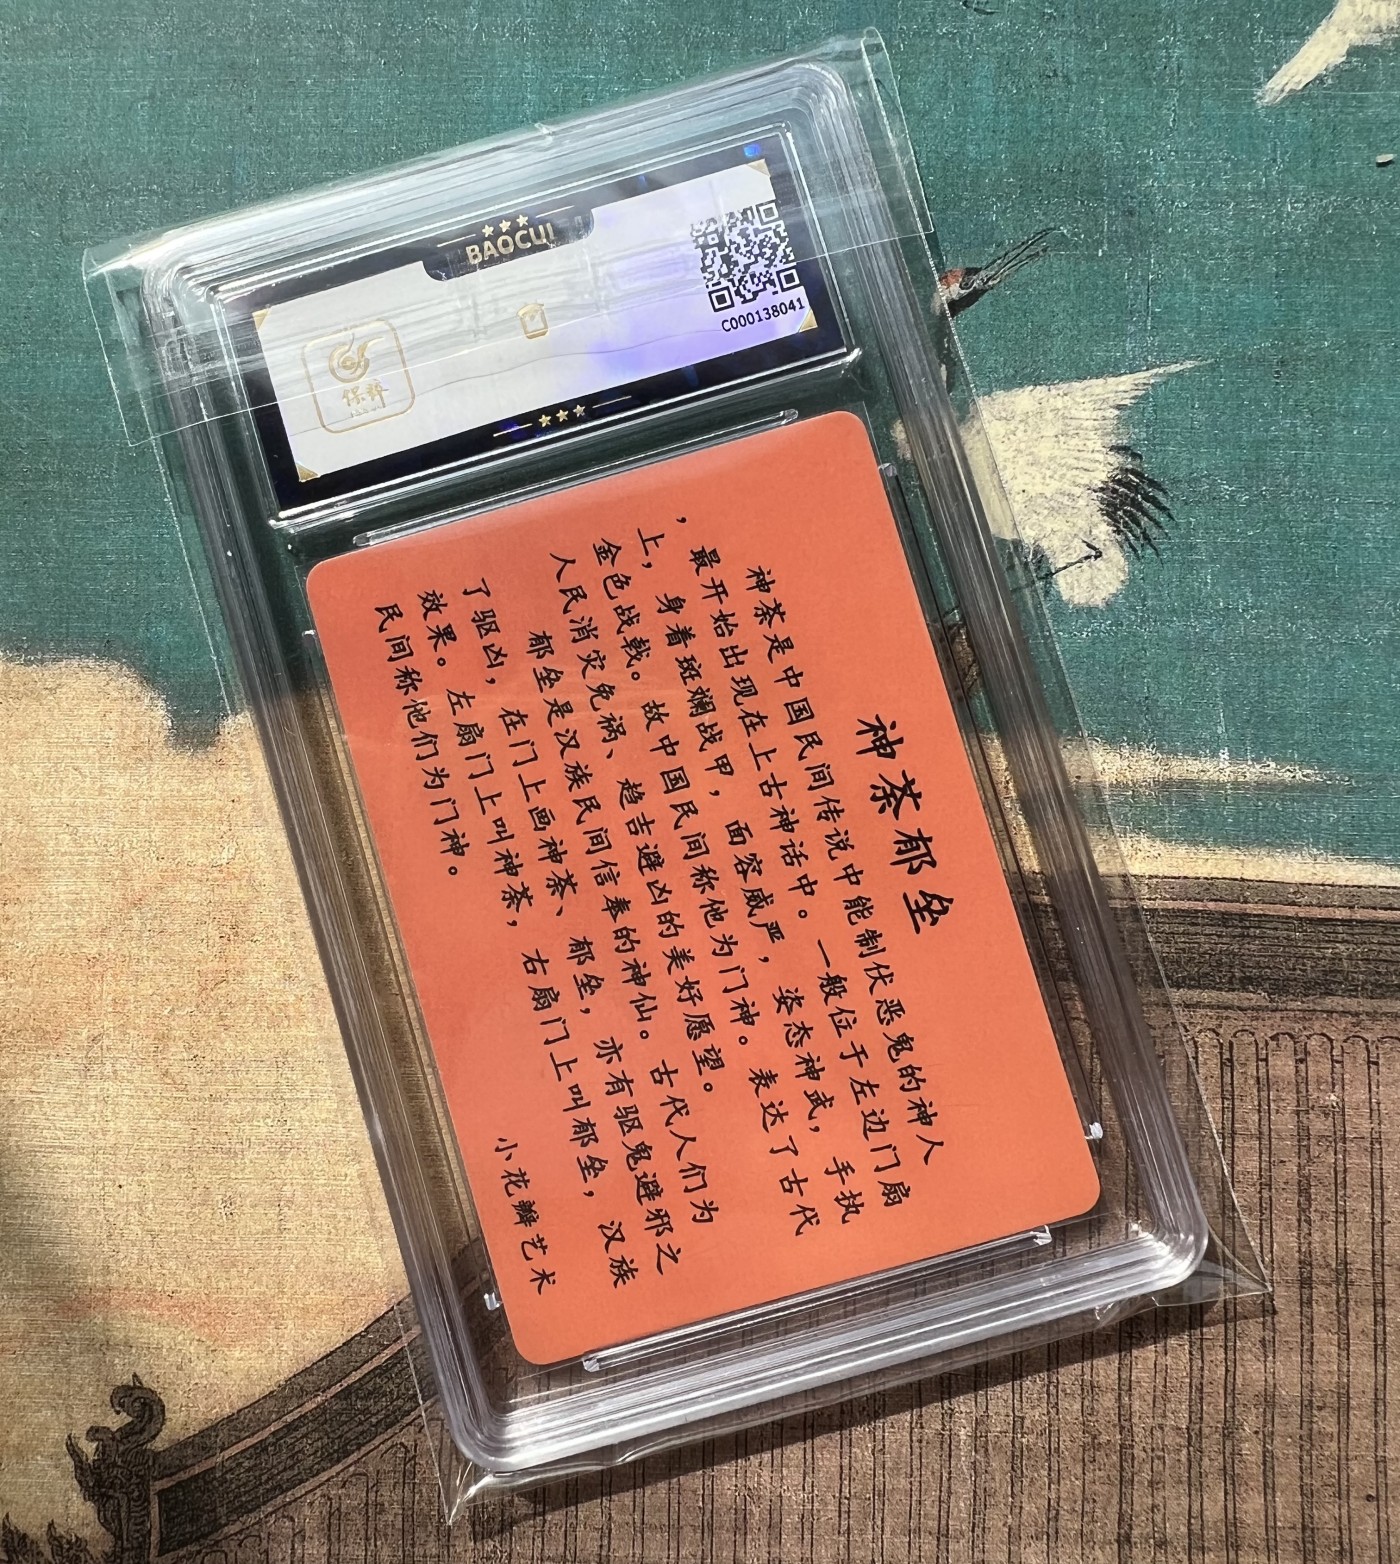 BAOCUI
保粹
C000138041
神茶郁垒
神茶是中国民间传说中能制伏恶鬼的神人
，最开始出现在上古神话中。一般位于左边门扇
上，身着斑斓战甲，面容威严，姿态神武，手执
金色战戟。故中国民间称他为门神。表达了古代
人民消灾免祸、趋吉避凶的美好愿望。
郁垒是汉族民间信奉的神仙。古代人们为
了驱凶，在门上画神茶、郁垒，亦有驱鬼避邪之
效果。左扇门上叫神茶，右扇门上叫郁垒，汉族
民间称他们为门神。
小花瓣艺术